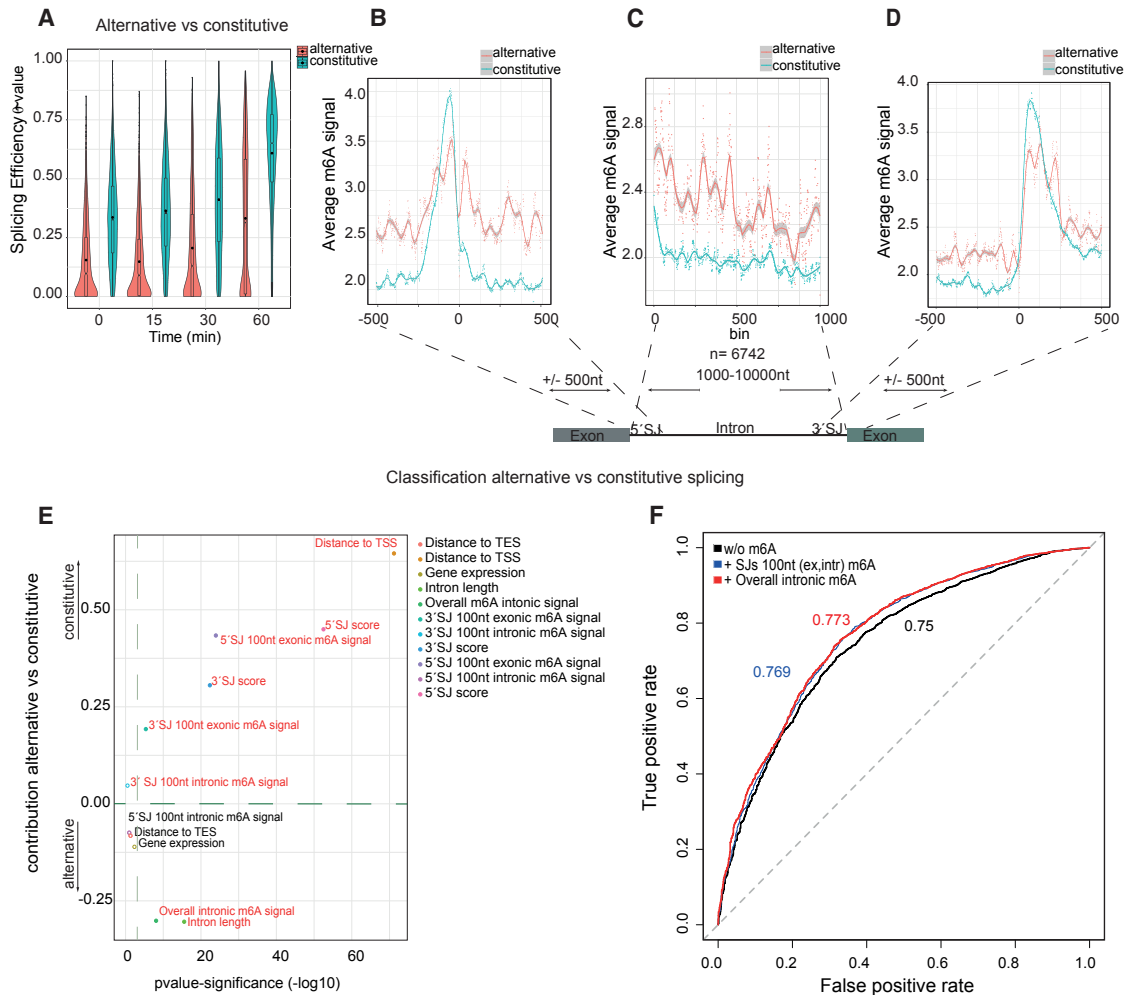 A
Alternative vs constitutive
alternative
constitutive
Splicing Efficiency θ-value
1.00
0.75
0.50
0.25
0.00
0
15
30
60
Time (min)
B
alternative
constitutive
Average m6A signal
4.0
3.5
3.0
2.5
2.0
-500
0
500
C
alternative
constitutive
Average m6A signal
2.8
2.4
2.0
0
500
1000
bin
D
alternative
constitutive
Average m6A signal
4.0
3.5
3.0
2.5
2.0
-500
0
500
n= 6742
1000-10000nt
+/- 500nt
+/- 500nt
Exon
5´SJ
Intron
3´SJ
Exon
Classification alternative vs constitutive splicing
E
contribution alternative vs constitutive
constitutive
alternative
0.50
0.25
0.00
-0.25
Distance to TSS
5´SJ score
5´SJ 100nt exonic m6A signal
3´SJ score
3´SJ 100nt exonic m6A signal
3´ SJ 100nt intronic m6A signal
5´SJ 100nt intronic m6A signal
Distance to TES
Gene expression
Overall intronic m6A signal
Intron length
0
20
40
60
pvalue-significance (-log10)
Distance to TES
Distance to TSS
Gene expression
Intron length
Overall m6A intonic signal
3´SJ 100nt exonic m6A signal
3´SJ 100nt intronic m6A signal
3´SJ score
5´SJ 100nt exonic m6A signal
5´SJ 100nt intronic m6A signal
5´SJ score
F
w/o m6A
+ SJs 100nt (ex,intr) m6A
+ Overall intronic m6A
0.773
0.75
0.769
True positive rate
1.0
0.8
0.6
0.4
0.2
0.0
0.0
0.2
0.4
0.6
0.8
1.0
False positive rate